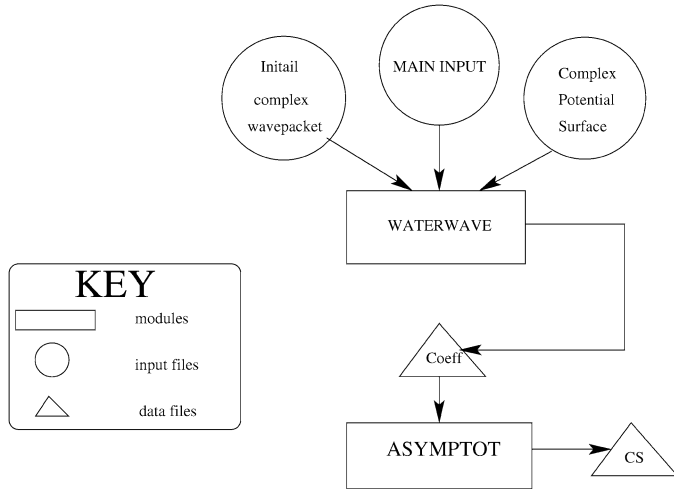 Initail
complex
wavepacket
MAIN INPUT
Complex
Potential
Surface
WATERWAVE
KEY
modules
input files
data files
Coeff
ASYMPTOT
CS